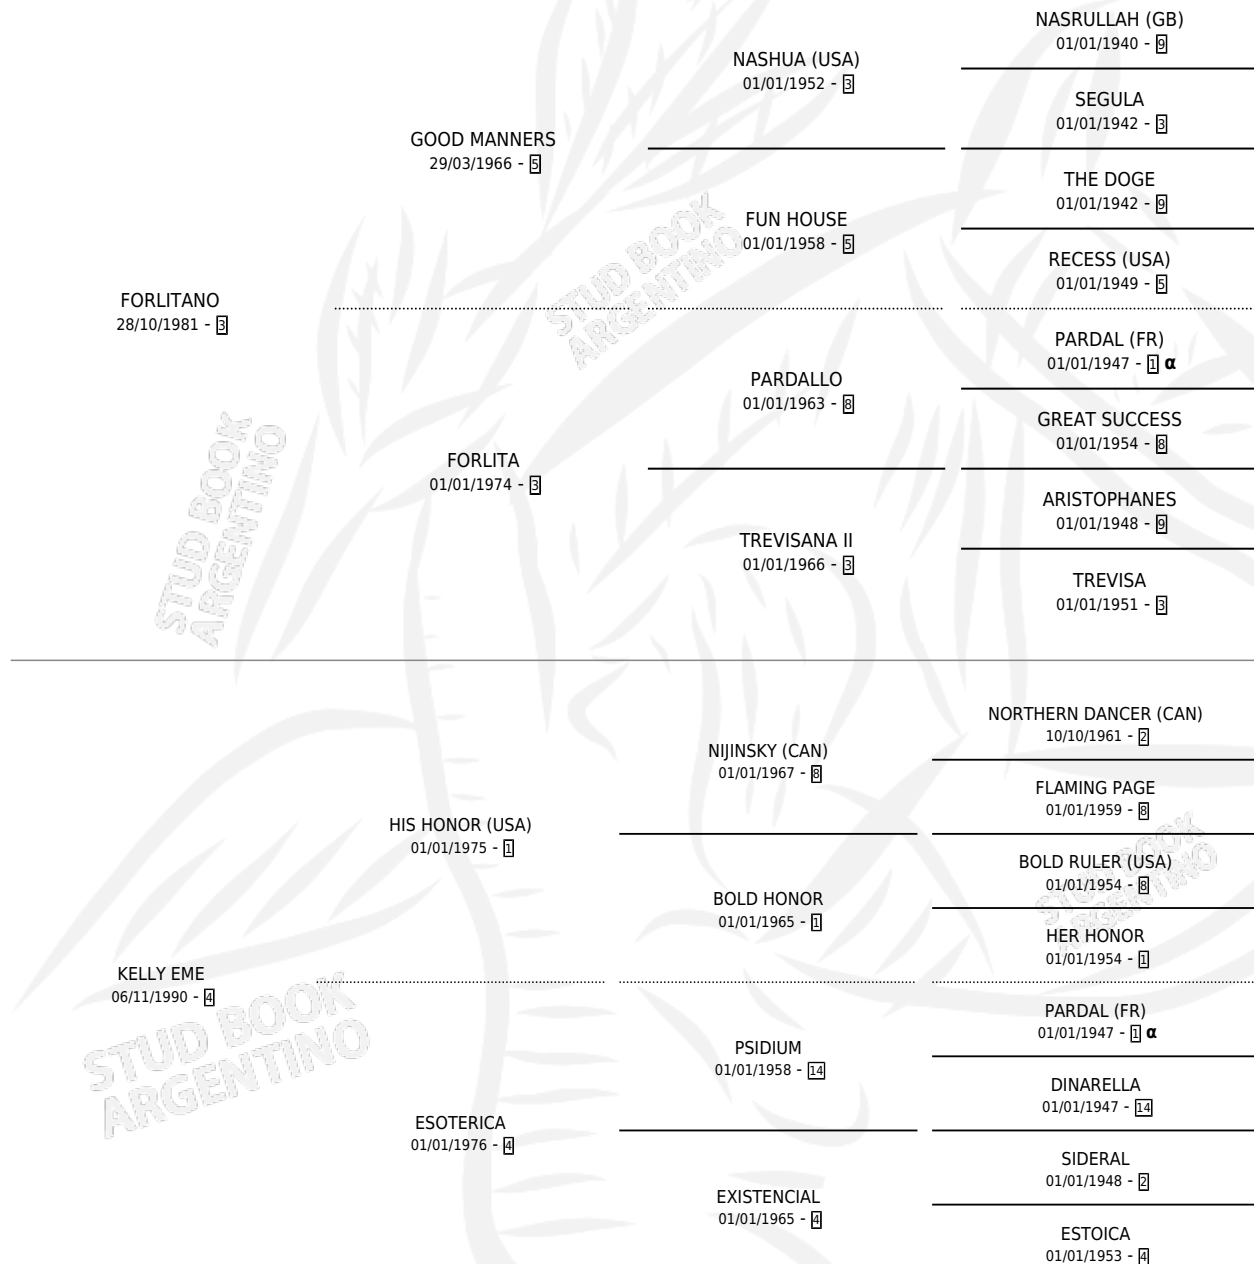 NASRULLAH (GB)
01/01/1940 - 9
NASHUA (USA)
01/01/1952 - 3
SEGULA
01/01/1942 - 3
GOOD MANNERS
29/03/1966 - 5
THE DOGE
01/01/1942 - 9
FUN HOUSE
01/01/1958 - 5
RECESS (USA)
01/01/1949 - 5
FORLITANO
28/10/1981 - 3
PARDAL (FR)
01/01/1947 - 1 α
PARDALLO
01/01/1963 - 8
GREAT SUCCESS
01/01/1954 - 8
FORLITA
01/01/1974 - 3
ARISTOPHANES
01/01/1948 - 9
TREVISANA II
01/01/1966 - 3
TREVISA
01/01/1951 - 3
NORTHERN DANCER (CAN)
10/10/1961 - 2
NIJINSKY (CAN)
01/01/1967 - 8
FLAMING PAGE
01/01/1959 - 8
HIS HONOR (USA)
01/01/1975 - 1
BOLD RULER (USA)
01/01/1954 - 8
BOLD HONOR
01/01/1965 - 1
HER HONOR
01/01/1954 - 1
KELLY EME
06/11/1990 - 4
PARDAL (FR)
01/01/1947 - 1 α
PSIDIUM
01/01/1958 - 14
DINARELLA
01/01/1947 - 14
ESOTERICA
01/01/1976 - 4
SIDERAL
01/01/1948 - 2
EXISTENCIAL
01/01/1965 - 4
ESTOICA
01/01/1953 - 4
STUD BOOK
ARGENTINO
STUD BOOK
ARGENTINO
STUD BOOK
ARGENTINO
STUD BOOK
ARGENTINO